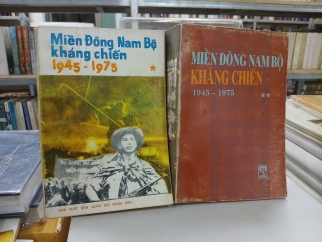 Miền Đông Nam Bộ
kháng chiến
1945-1975
NHÀ XUẤT BẢN QUÂN ĐỘI NHÂN DÂN
MIỀN ĐÔNG NAM BỘ
KHÁNG CHIẾN
1945 - 1975